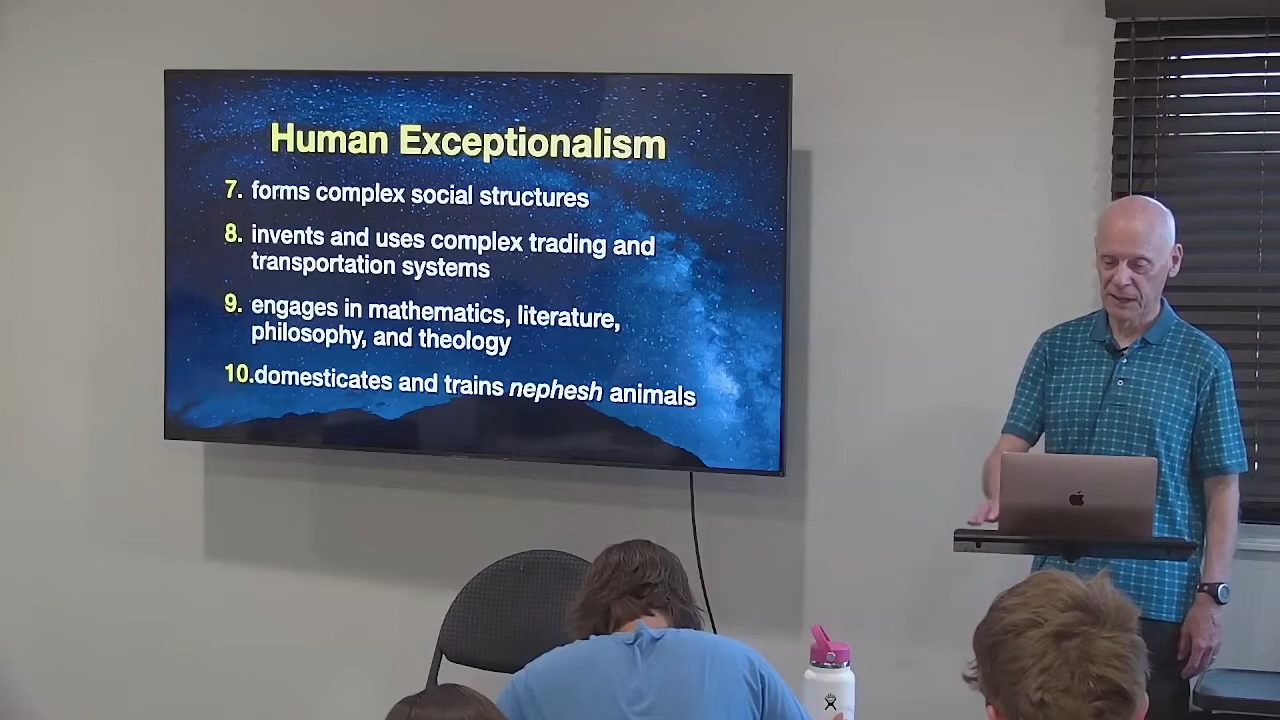 Human Exceptionalism
7. forms complex social structures
8. invents and uses complex trading and
transportation systems
9. engages in mathematics, literature,
philosophy, and theology
10.domesticates and trains nephesh animals